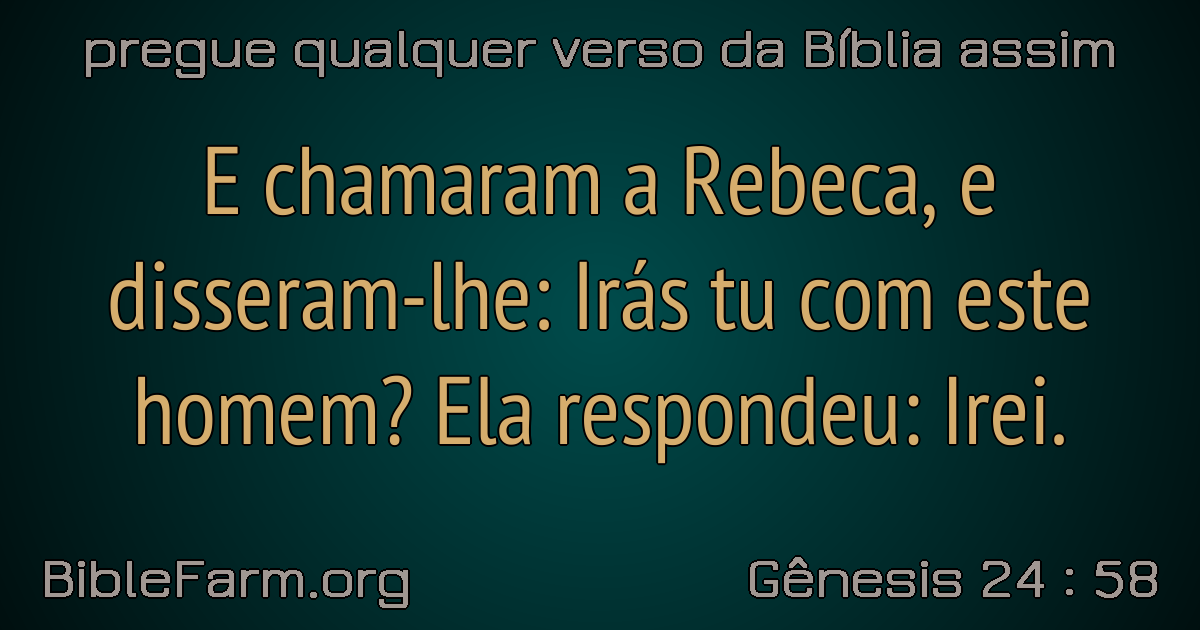 pregue qualquer verso da Bíblia assim
E chamaram a Rebeca, e
disseram-lhe: Irás tu com este
homem? Ela respondeu: Irei.
BibleFarm.org
Gênesis 24 : 58